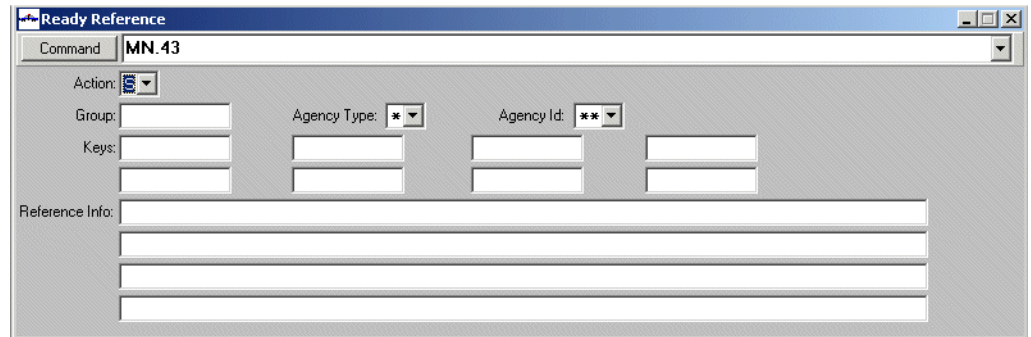 Ready Reference
Command MN.43
Action: S
Group: Agency Type: * Agency Id: **
Keys:
Reference Info: